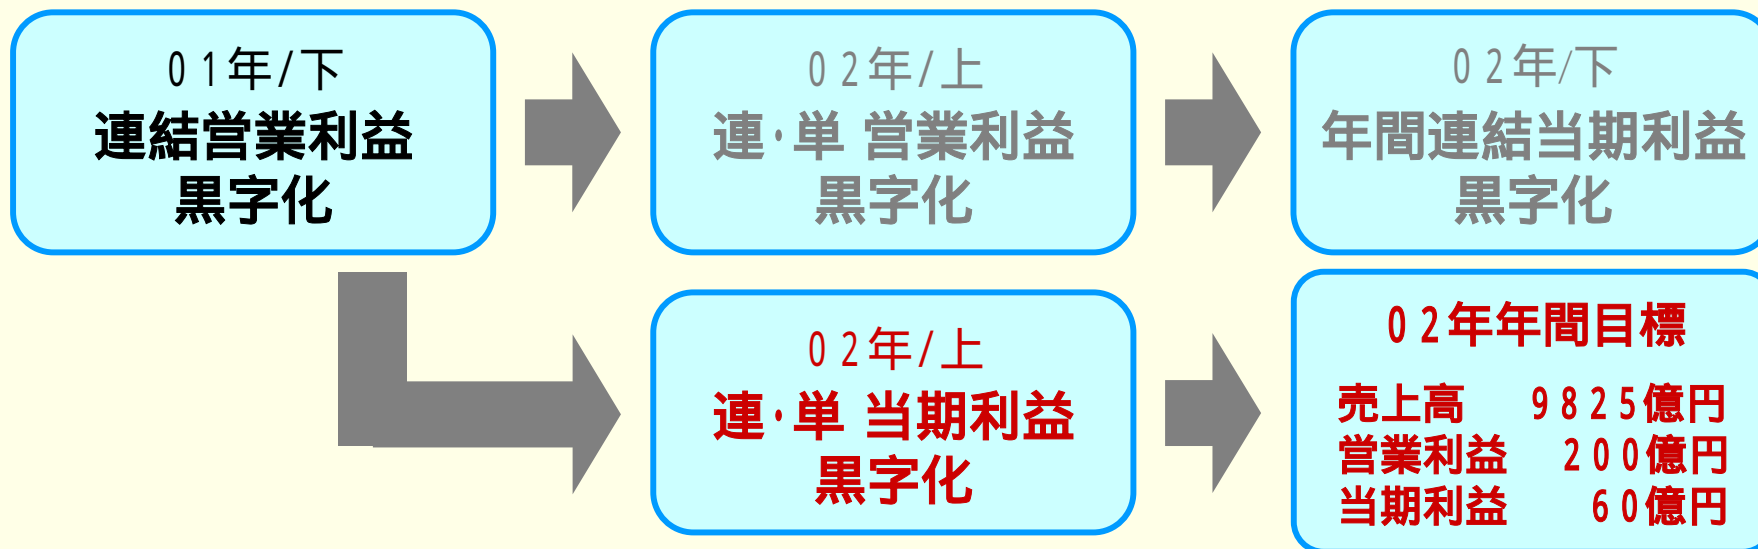 01年/下
連結営業利益
黒字化
02年/上
連・単 営業利益
黒字化
02年/下
年間連結当期利益
黒字化
02年/上
連・単 当期利益
黒字化
02年年間目標
売上高 9825億円
営業利益 200億円
当期利益 60億円